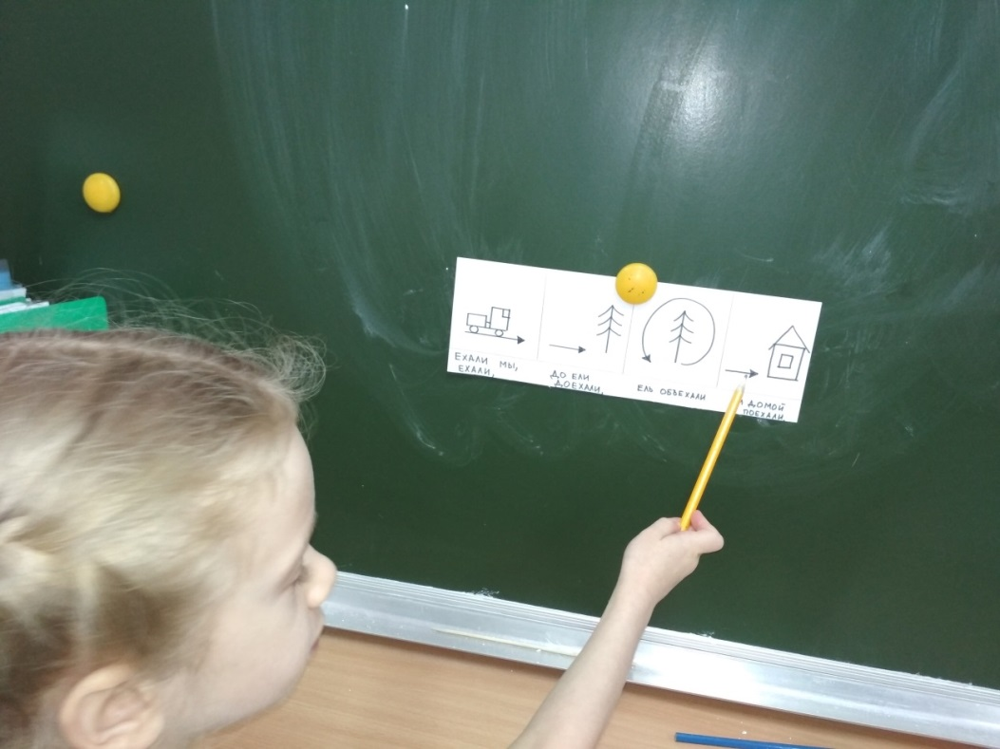 ЕХАЛИ МЫ,
ЕХАЛИ,
ДО ЕЛИ
ДОЕХАЛИ,
ЕЛЬ ОБЪЕХАЛИ
И ДОМОЙ
ПОЕХАЛИ.